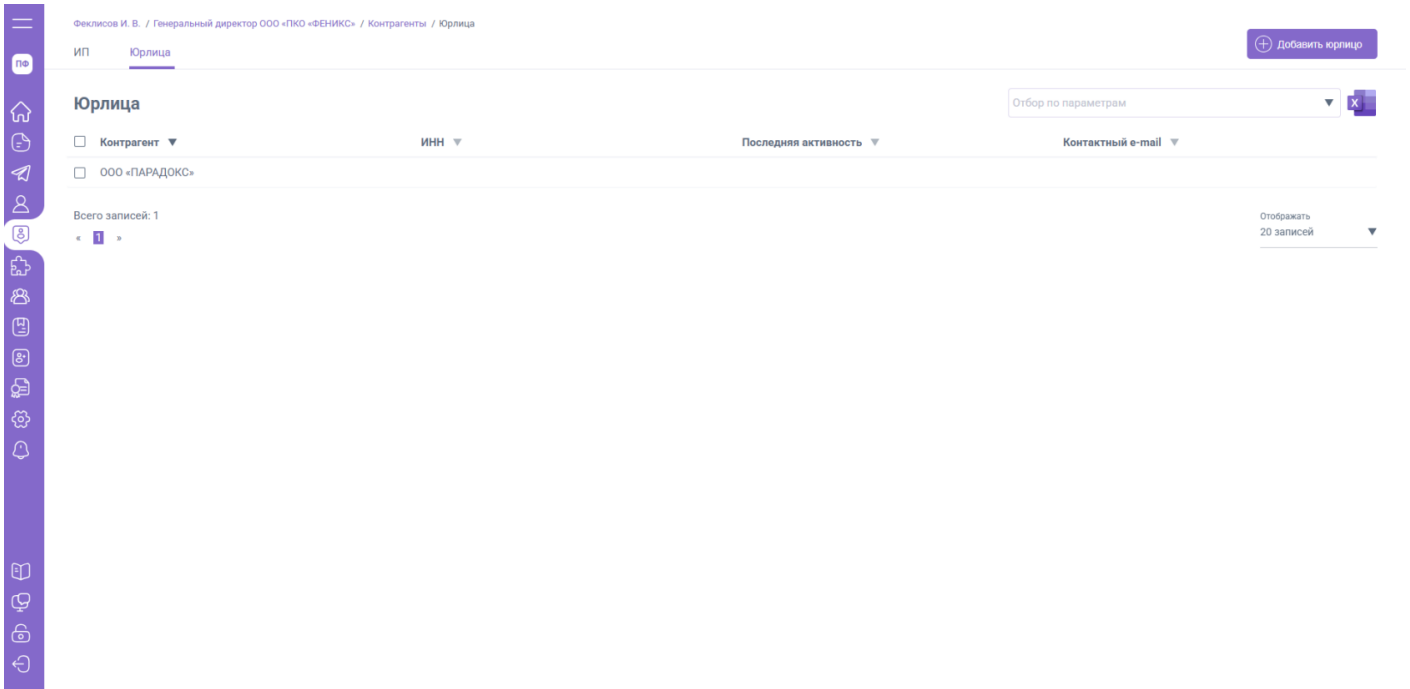 Феклисов И. В. / Генеральный директор ООО «ПКО «ФЕНИКС» / Контрагенты / Юрлица
ИП Юрлица
Добавить юрлицо
ПФ
Юрлица
Отбор по параметрам
X
Контрагент ИНН Последняя активность Контактный e-mail
ООО «ПАРАДОКС»
Всего записей: 1
« 1 »
Отображать
20 записей